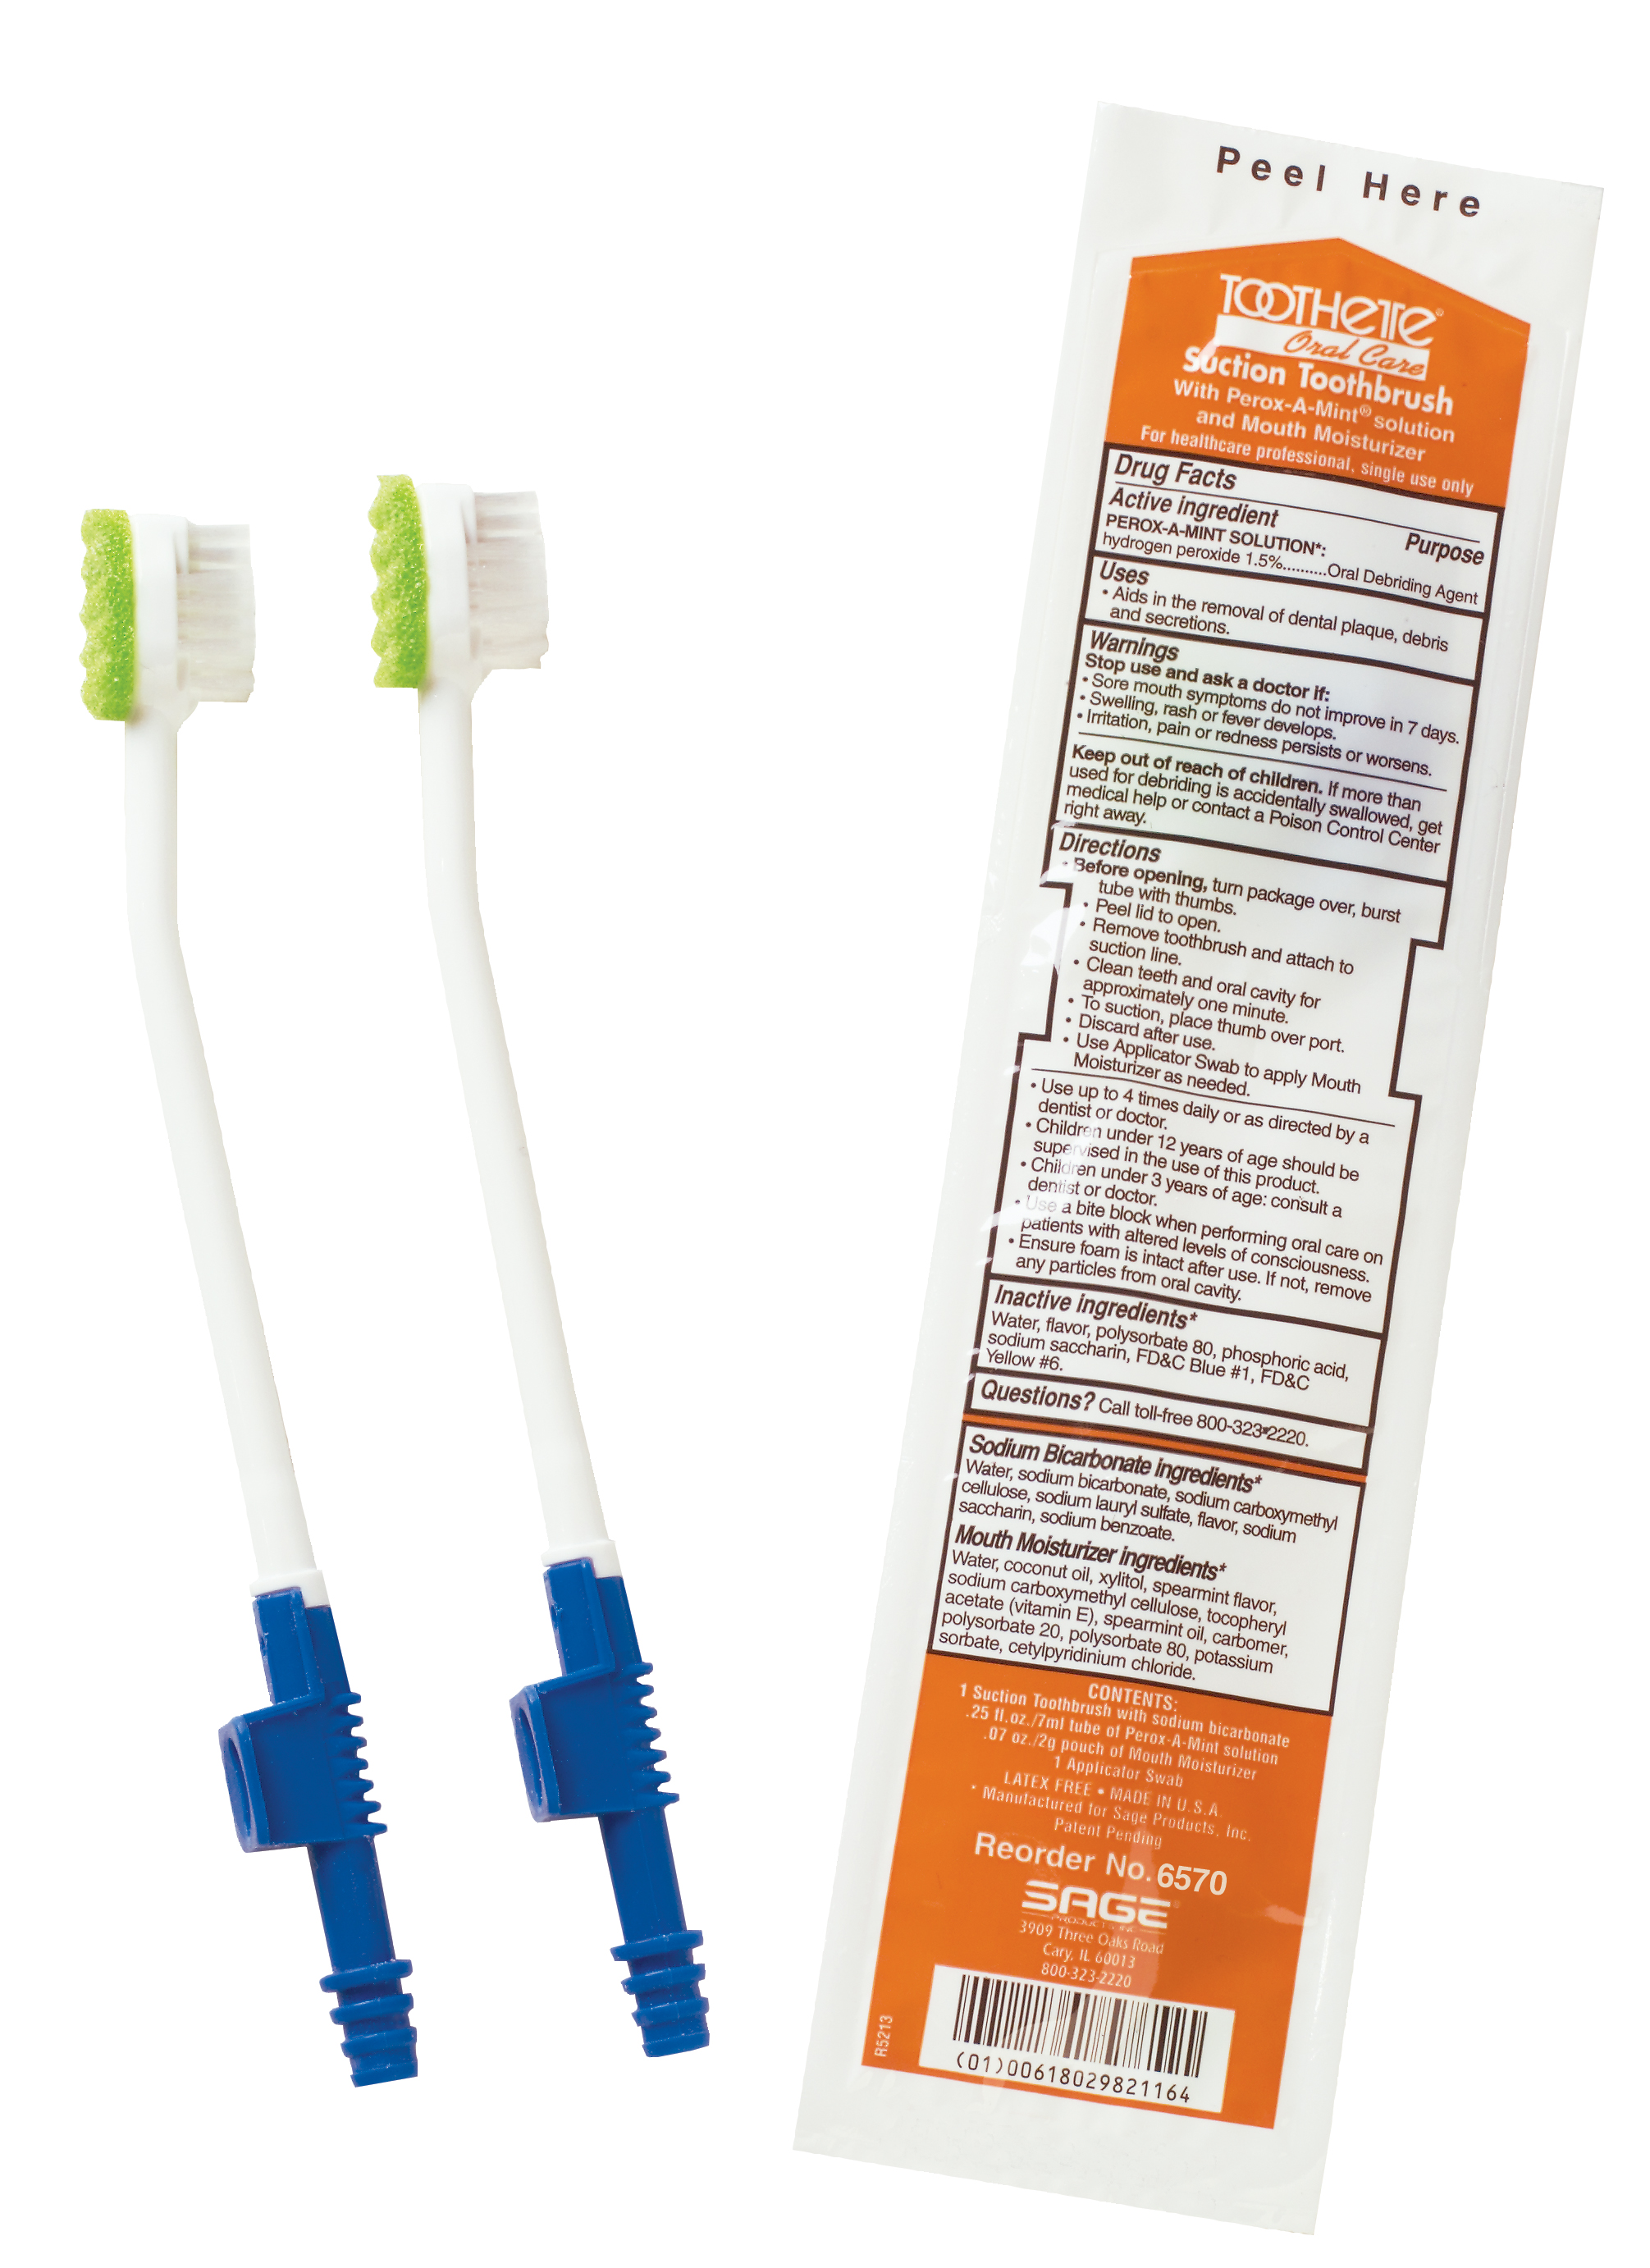 Peel Here
TOOTHETTE®
Oral Care
Suction Toothbrush
With Perox-A-Mint® solution
and Mouth Moisturizer
For healthcare professional, single use only
Drug Facts
Active ingredient Purpose
PEROX-A-MINT SOLUTION*:
hydrogen peroxide 1.5%..........Oral Debriding Agent
Uses
• Aids in the removal of dental plaque, debris
and secretions.
Warnings
Stop use and ask a doctor if:
• Sore mouth symptoms do not improve in 7 days.
• Swelling, rash or fever develops.
• Irritation, pain or redness persists or worsens.
Keep out of reach of children. If more than
used for debriding is accidentally swallowed, get
medical help or contact a Poison Control Center
right away.
Directions
• Before opening, turn package over, burst
tube with thumbs.
• Peel lid to open.
• Remove toothbrush and attach to
suction line.
• Clean teeth and oral cavity for
approximately one minute.
• To suction, place thumb over port.
• Discard after use.
• Use Applicator Swab to apply Mouth
Moisturizer as needed.
• Use up to 4 times daily or as directed by a
dentist or doctor.
• Children under 12 years of age should be
supervised in the use of this product.
• Children under 3 years of age: consult a
dentist or doctor.
• Use a bite block when performing oral care on
patients with altered levels of consciousness.
• Ensure foam is intact after use. If not, remove
any particles from oral cavity.
Inactive ingredients*
Water, flavor, polysorbate 80, phosphoric acid,
sodium saccharin, FD&C Blue #1, FD&C
Yellow #6.
Questions? Call toll-free 800-323-2220.
Sodium Bicarbonate ingredients*
Water, sodium bicarbonate, sodium carboxymethyl
cellulose, sodium lauryl sulfate, flavor, sodium
saccharin, sodium benzoate.
Mouth Moisturizer ingredients*
Water, coconut oil, xylitol, spearmint flavor,
sodium carboxymethyl cellulose, tocopheryl
acetate (vitamin E), spearmint oil, carbomer,
polysorbate 20, polysorbate 80, potassium
sorbate, cetylpyridinium chloride.
CONTENTS:
1 Suction Toothbrush with sodium bicarbonate
.25 fl.oz./7ml tube of Perox-A-Mint solution
.07 oz./2g pouch of Mouth Moisturizer
1 Applicator Swab
LATEX FREE • MADE IN U.S.A.
* Manufactured for Sage Products, Inc.
Patent Pending
Reorder No. 6570
SAGE®
PRODUCTS INC
3909 Three Oaks Road
Cary, IL 60013
800-323-2220
R5213
(01)00618029821164